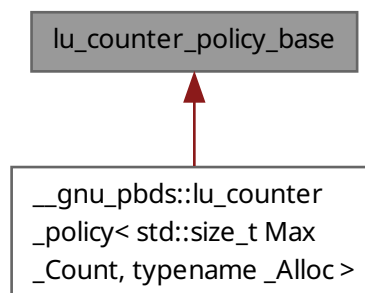 lu_counter_policy_base
__gnu_pbds::lu_counter
_policy< std::size_t Max
_Count, typename _Alloc >